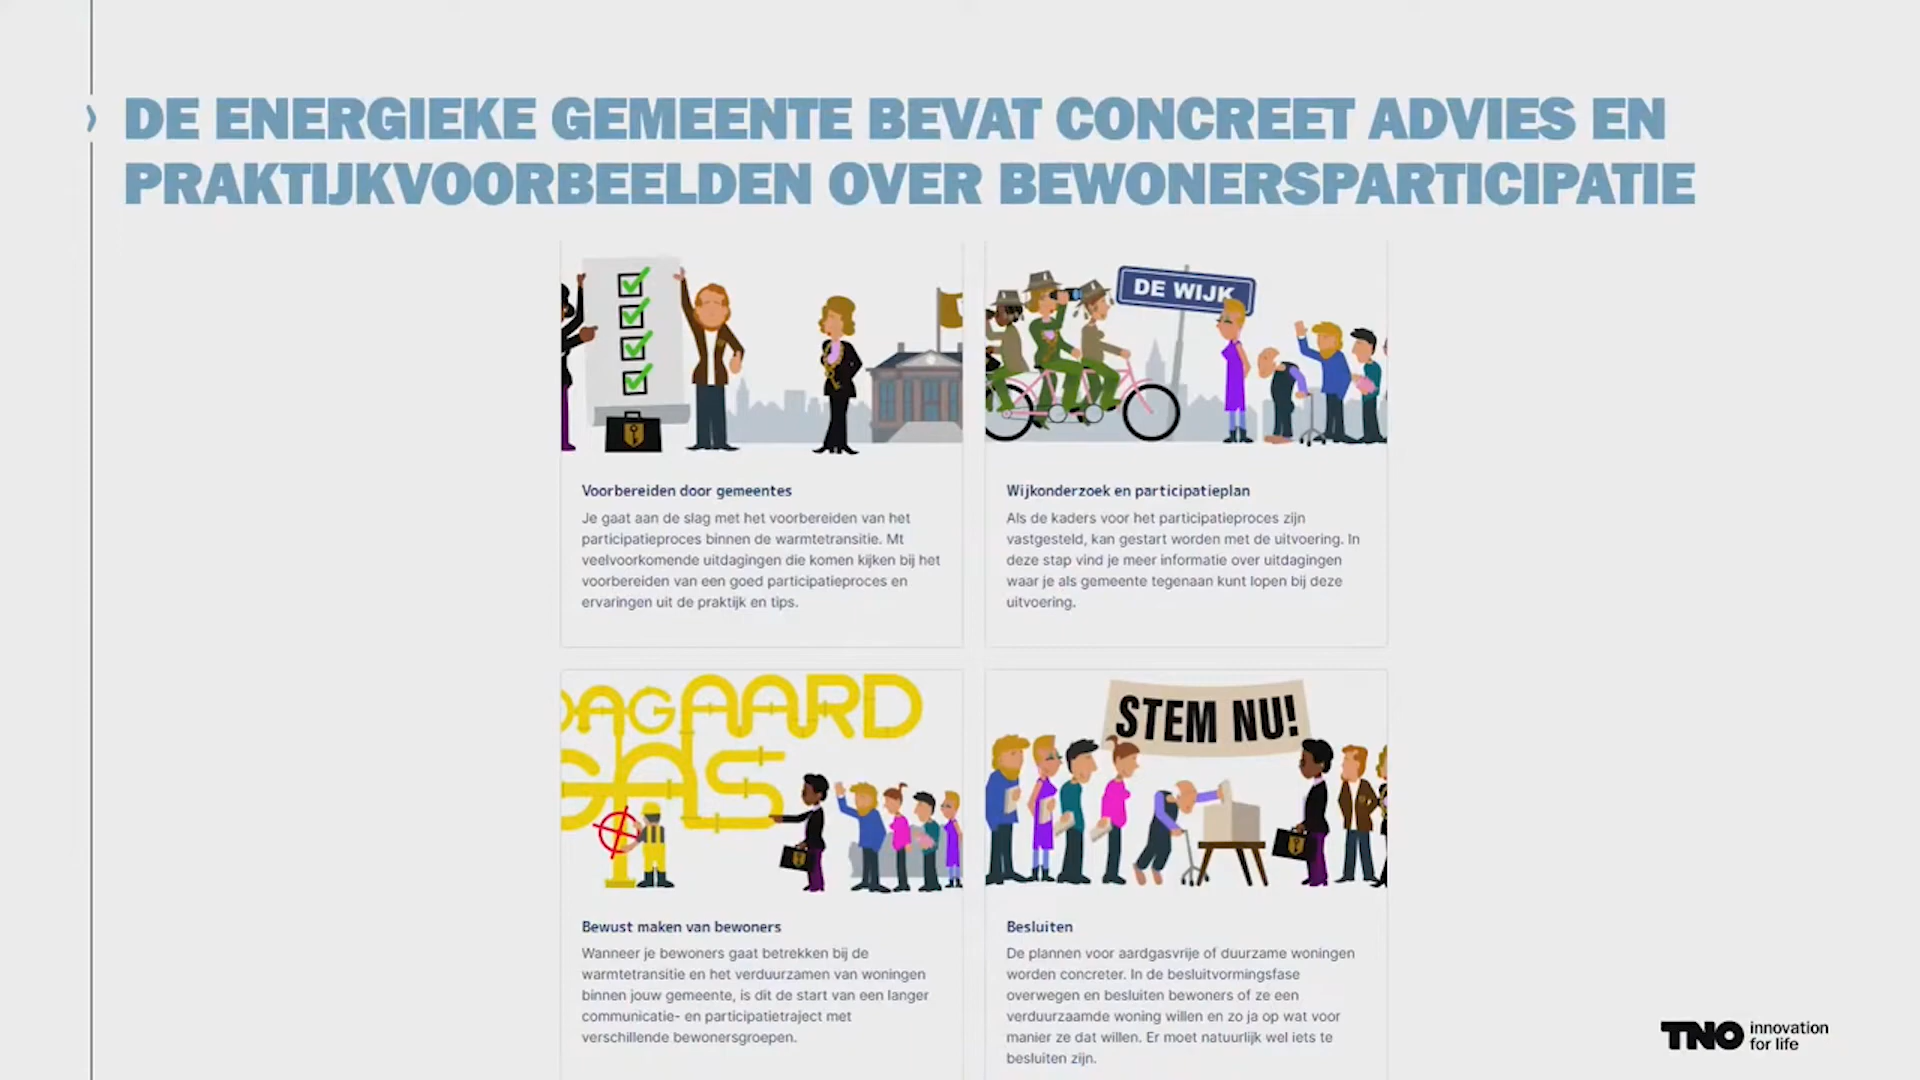 DE ENERGIEKE GEMEENTE BEVAT CONCREET ADVIES EN
PRAKTIJKVOORBEELDEN OVER BEWONERSPARTICIPATIE
DE WIJK
Voorbereiden door gemeentes
Je gaat aan de slag met het voorbereiden van het
participatieproces binnen de warmtetransitie. Mt
veelvoorkomende uitdagingen die komen kijken bij het
voorbereiden van een goed participatieproces en
ervaringen uit de praktijk en tips.
Wijkonderzoek en participatieplan
Als de kaders voor het participatieproces zijn
vastgesteld, kan gestart worden met de uitvoering. In
deze stap vind je meer informatie over uitdagingen
waar je als gemeente tegenaan kunt lopen bij deze
uitvoering.
DAGAARD
GAS
STEM NU!
Bewust maken van bewoners
Wanneer je bewoners gaat betrekken bij de
warmtetransitie en het verduurzamen van woningen
binnen jouw gemeente, is dit de start van een langer
communicatie- en participatietraject met
verschillende bewonersgroepen.
Besluiten
De plannen voor aardgasvrije of duurzame woningen
worden concreter. In de besluitvormingsfase
overwegen en besluiten bewoners of ze een
verduurzaamde woning willen en zo ja op wat voor
manier ze dat willen. Er moet natuurlijk wel iets te
besluiten zijn.
TNO innovation
for life